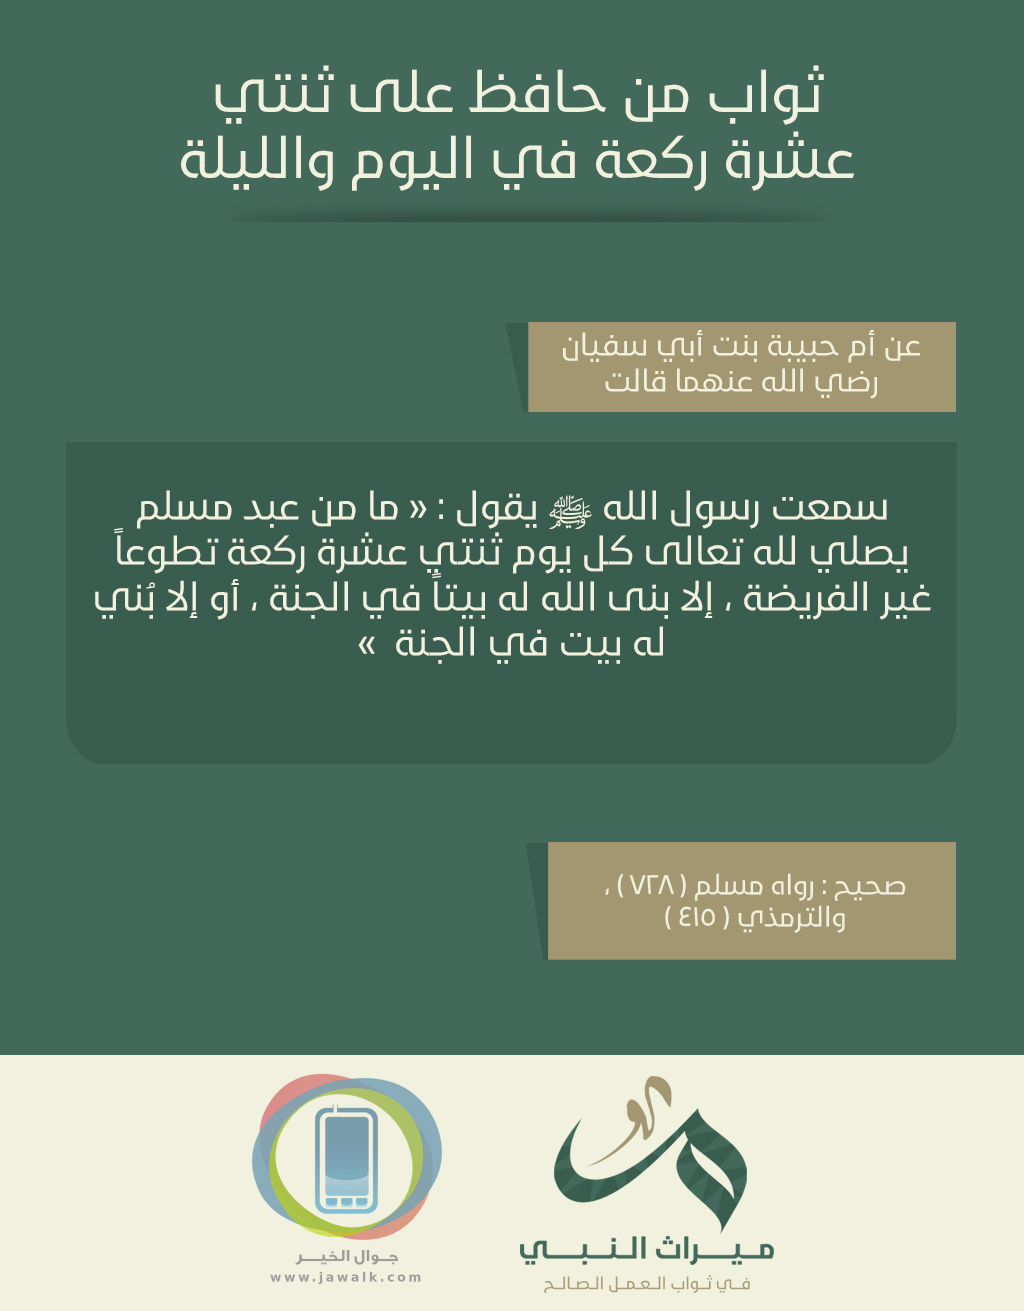 ثواب من حافظ على ثنتي
عشرة ركعة في اليوم والليلة
عن أم حبيبة بنت أبي سفيان
رضي الله عنهما قالت
سمعت رسول الله ﷺ يقول : « ما من عبد مسلم
يصلي لله تعالى كل يوم ثنتي عشرة ركعة تطوعاً
غير الفريضة ، إلا بنى الله له بيتاً في الجنة ، أو إلا بُني
له بيت في الجنة »
صحيح : رواه مسلم ( ٧٢٨ ) ،
والترمذي ( ٤١٥ )
ميراث النبي
في ثواب العمل الصالح
جوال الخير
www.jawalk.com